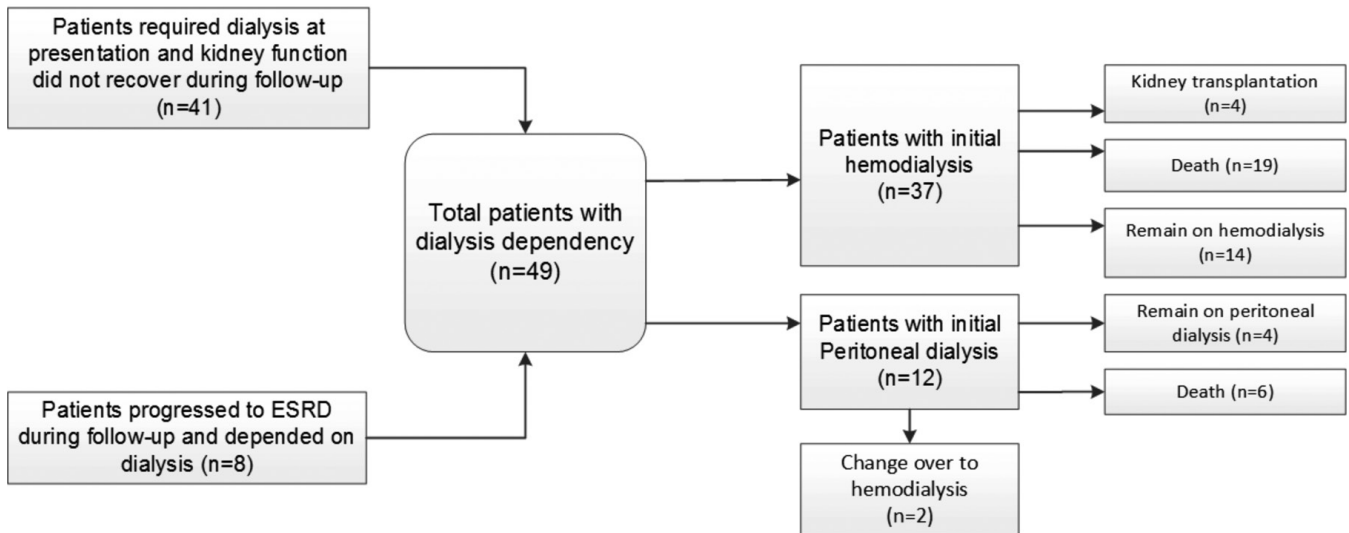 Patients required dialysis at
presentation and kidney function
did not recover during follow-up
(n=41)
Patients progressed to ESRD
during follow-up and depended on
dialysis (n=8)
Total patients with
dialysis dependency
(n=49)
Patients with initial
hemodialysis
(n=37)
Kidney transplantation
(n=4)
Death (n=19)
Remain on hemodialysis
(n=14)
Patients with initial
Peritoneal dialysis
(n=12)
Remain on peritoneal
dialysis (n=4)
Death (n=6)
Change over to
hemodialysis
(n=2)